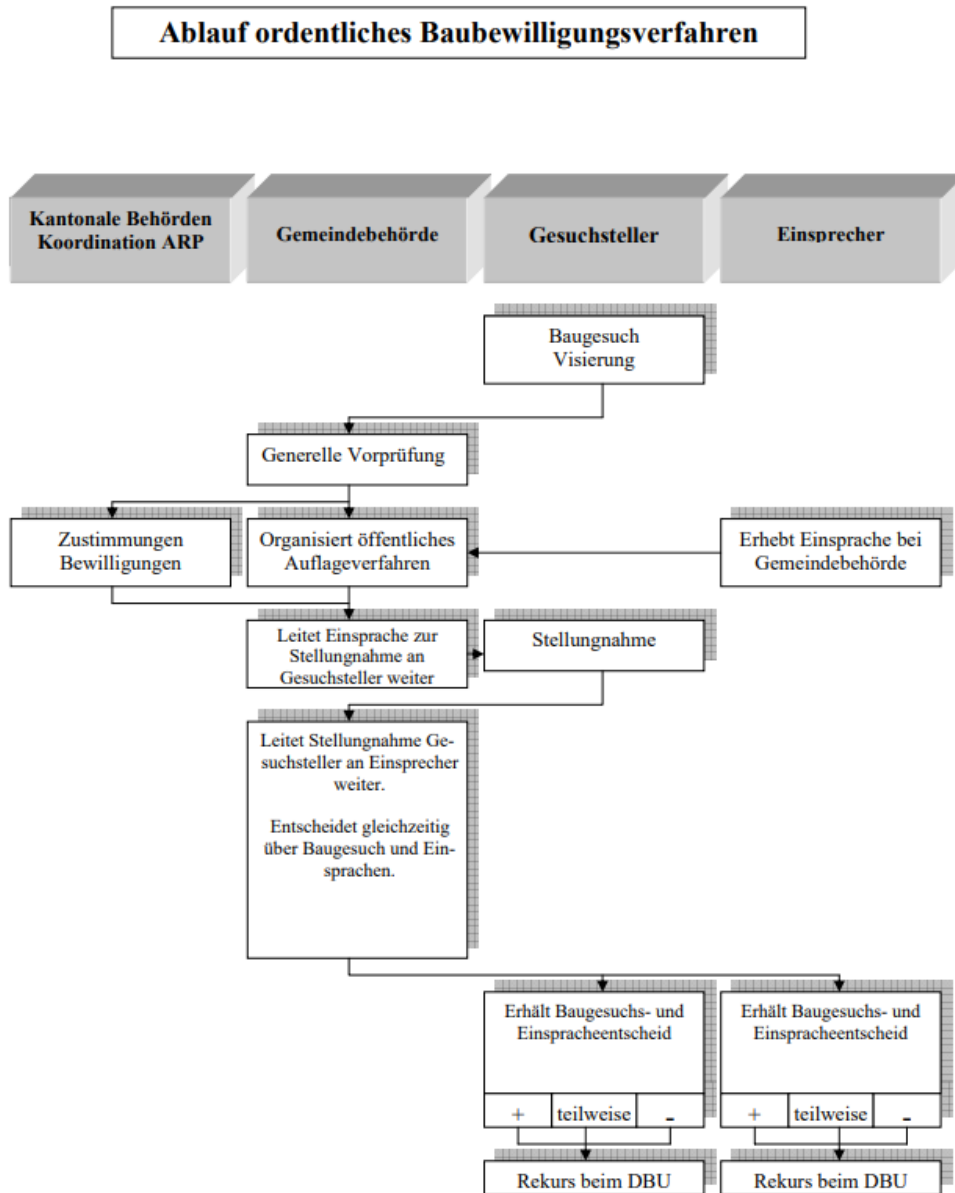 Ablauf ordentliches Baubewilligungsverfahren
Kantonale Behörden
Koordination ARP
Gemeindebehörde
Gesuchsteller
Einsprecher
Baugesuch
Visierung
Generelle Vorprüfung
Zustimmungen
Bewilligungen
Organisiert öffentliches
Auflageverfahren
Erhebt Einsprache bei
Gemeindebehörde
Leitet Einsprache zur
Stellungnahme an
Gesuchsteller weiter
Stellungnahme
Leitet Stellungnahme Ge-
suchsteller an Einsprecher
weiter.
Entscheidet gleichzeitig
über Baugesuch und Ein-
sprachen.
Erhält Baugesuchs- und
Einspracheentscheid
+ teilweise -
Erhält Baugesuchs- und
Einspracheentscheid
+ teilweise -
Rekurs beim DBU
Rekurs beim DBU